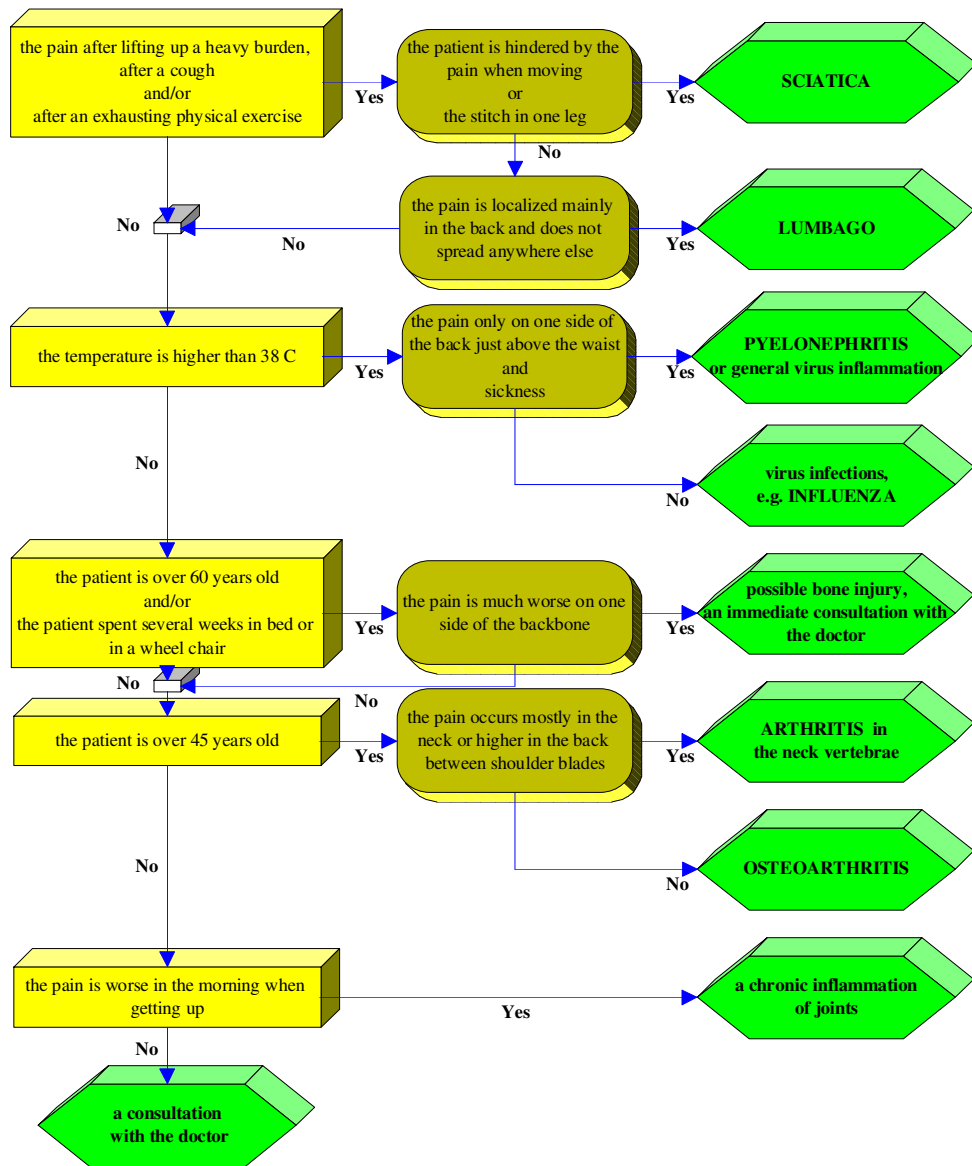 the pain after lifting up a heavy burden,
after a cough
and/or
after an exhausting physical exercise
Yes
the patient is hindered by the
pain when moving
or
the stitch in one leg
Yes
SCIATICA
No
No
the pain is localized mainly
in the back and does not
spread anywhere else
No
Yes
LUMBAGO
the temperature is higher than 38 C
Yes
the pain only on one side of
the back just above the waist
and
sickness
Yes
PYELONEPHRITIS
or general virus inflammation
No
No
virus infections,
e.g. INFLUENZA
the patient is over 60 years old
and/or
the patient spent several weeks in bed or
in a wheel chair
Yes
the pain is much worse on one
side of the backbone
Yes
possible bone injury,
an immediate consultation with
the doctor
No
No
the patient is over 45 years old
Yes
the pain occurs mostly in the
neck or higher in the back
between shoulder blades
Yes
ARTHRITIS in
the neck vertebrae
No
No
OSTEOARTHRITIS
the pain is worse in the morning when
getting up
Yes
a chronic inflammation
of joints
No
a consultation
with the doctor